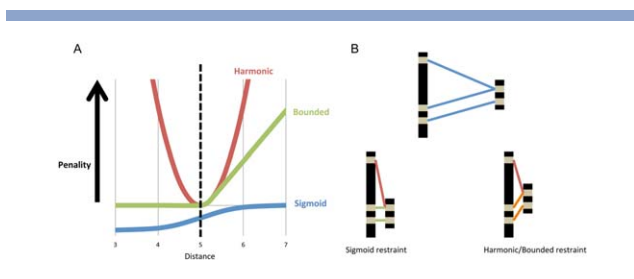 A
B
Harmonic
Bounded
Penality
Sigmoid
3 4 5 6 7
Distance
Sigmoid restraint
Harmonic/Bounded restraint